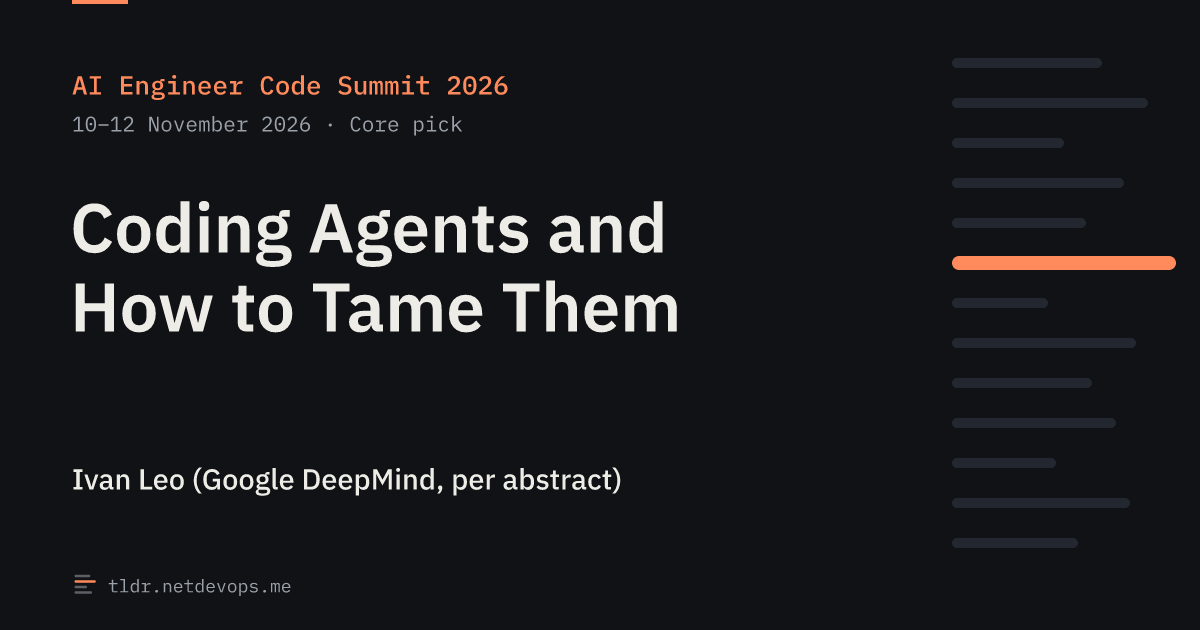 AI Engineer Code Summit 2026
10–12 November 2026 · Core pick
Coding Agents and
How to Tame Them
Ivan Leo (Google DeepMind, per abstract)
tldr.netdevops.me